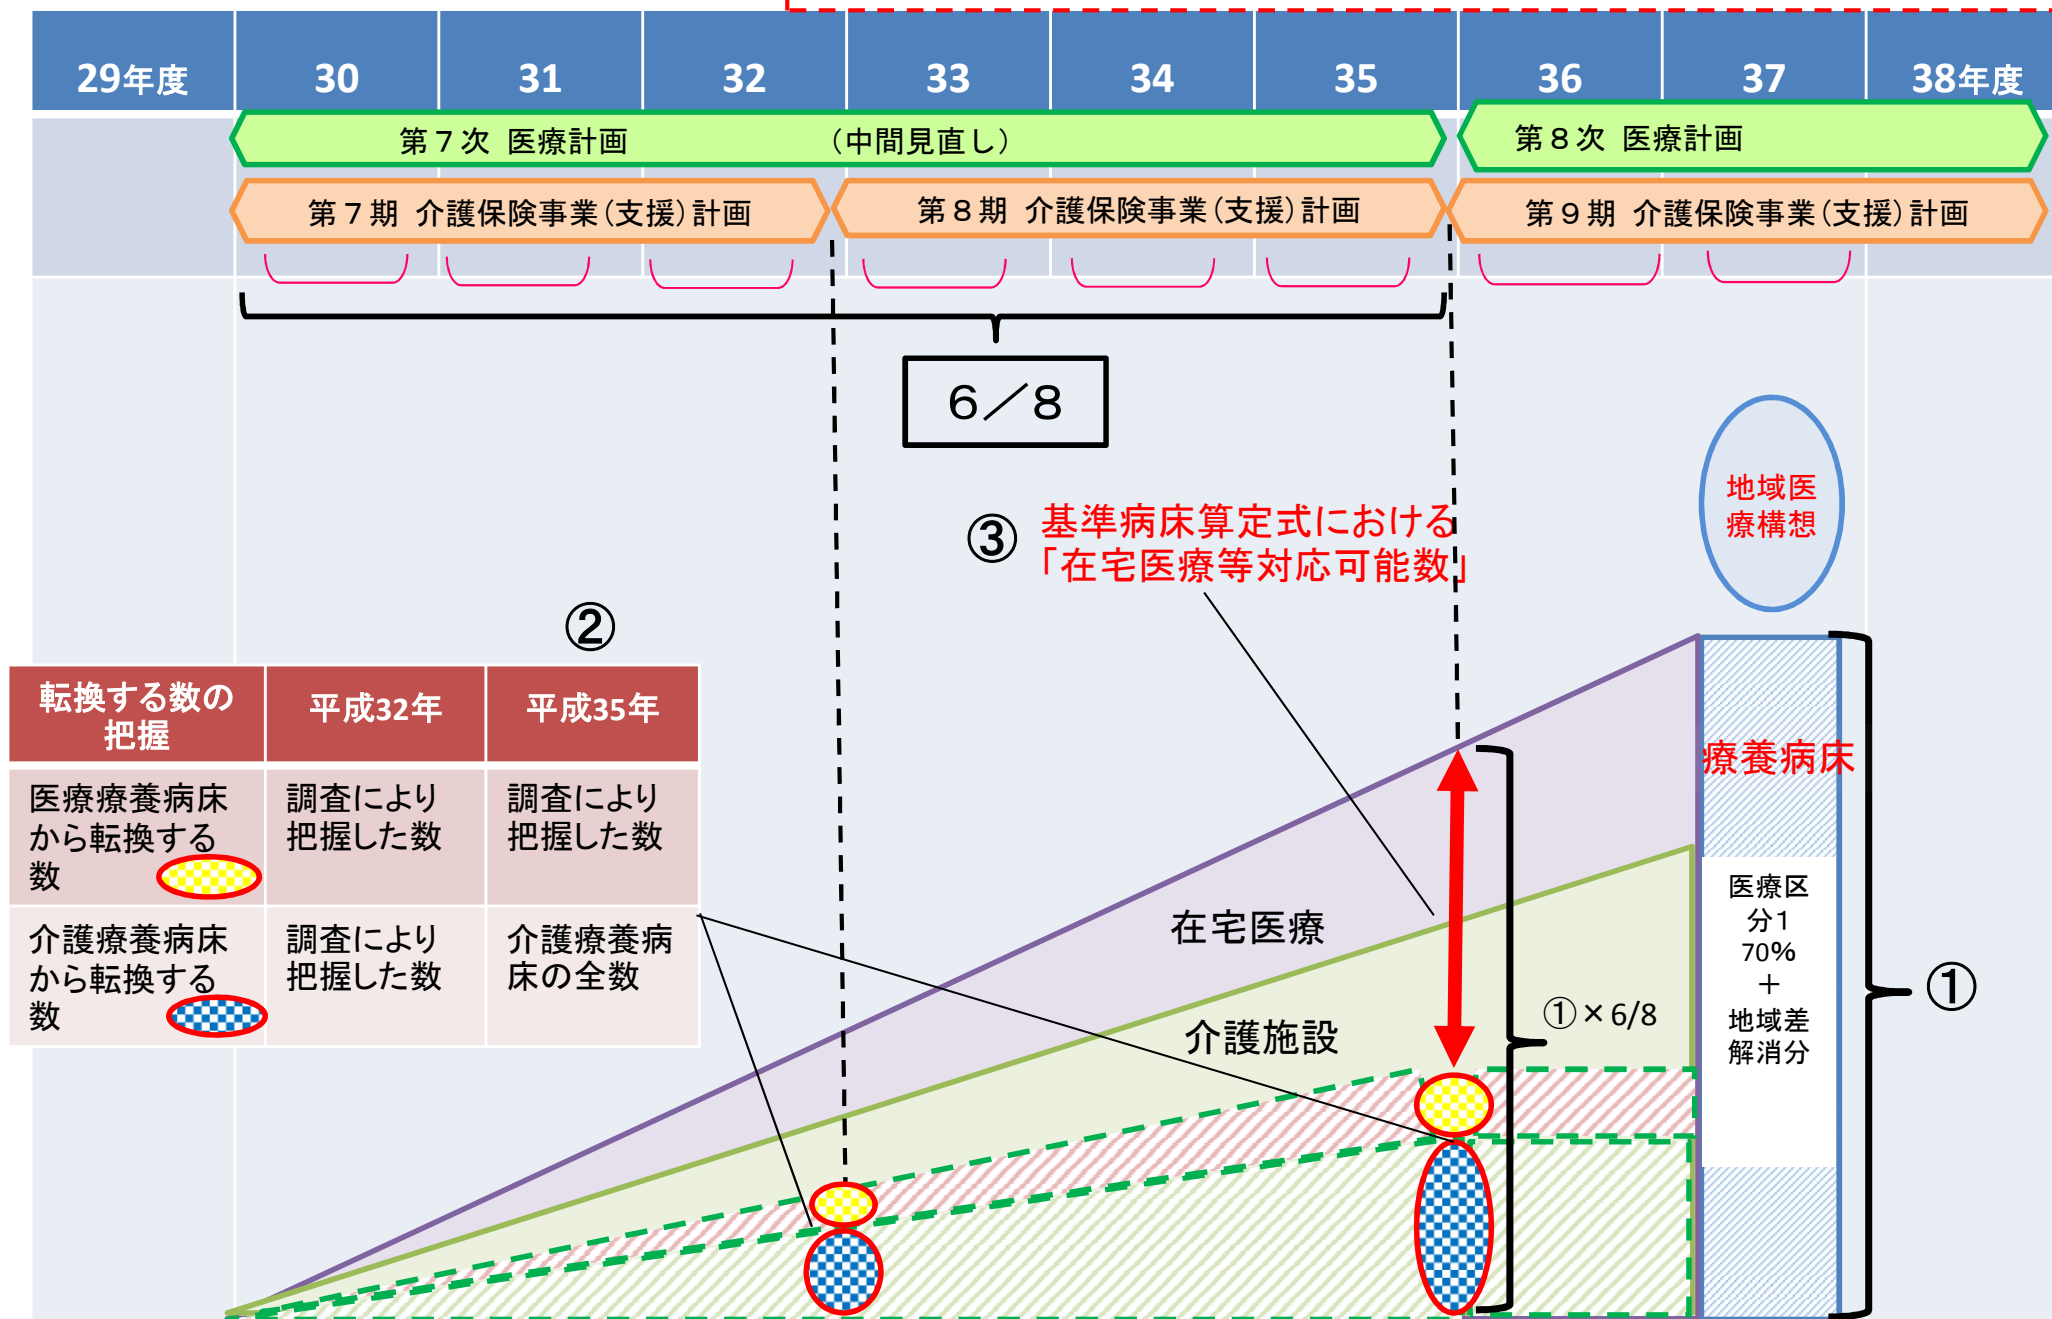 29年度 30 31 32 33 34 35 36 37 38年度
第７次 医療計画 （中間見直し）
第８次 医療計画
第７期 介護保険事業（支援）計画
第８期 介護保険事業（支援）計画
第９期 介護保険事業（支援）計画
６／８
地域医
療構想
③ 基準病床算定式における
「在宅医療等対応可能数」
②
転換する数の
把握
平成32年
平成35年
医療療養病床
から転換する
数
調査により
把握した数
調査により
把握した数
介護療養病床
から転換する
数
調査により
把握した数
介護療養病
床の全数
療養病床
医療区
分1
70%
＋
地域差
解消分
在宅医療
介護施設
①×6/8
①